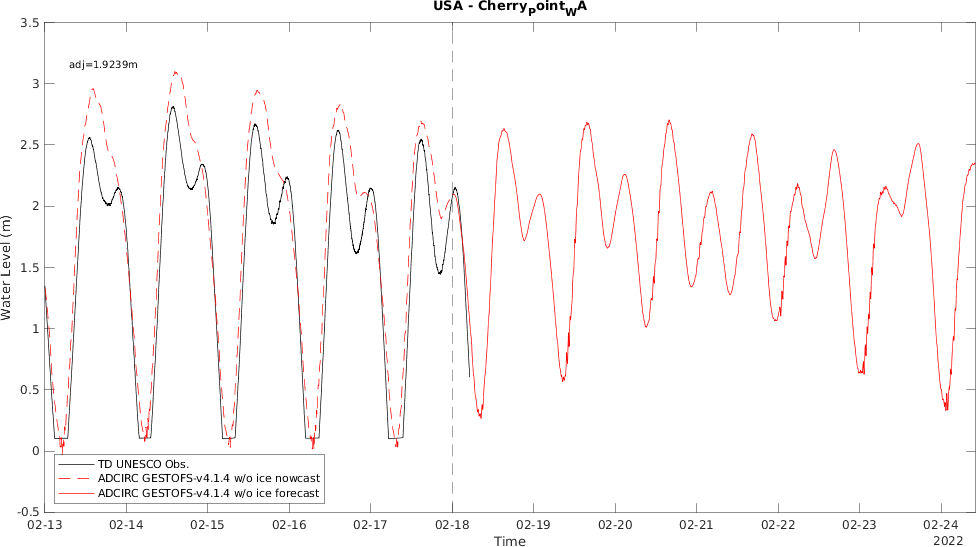 USA - CherryPointWA
adj=1.9239m
3.5
3
2.5
2
1.5
1
0.5
0
-0.5
Water Level (m)
TD UNESCO Obs.
ADCIRC GESTOFS-v4.1.4 w/o ice nowcast
ADCIRC GESTOFS-v4.1.4 w/o ice forecast
02-13 02-14 02-15 02-16 02-17 02-18 02-19 02-20 02-21 02-22 02-23 02-24
2022
Time